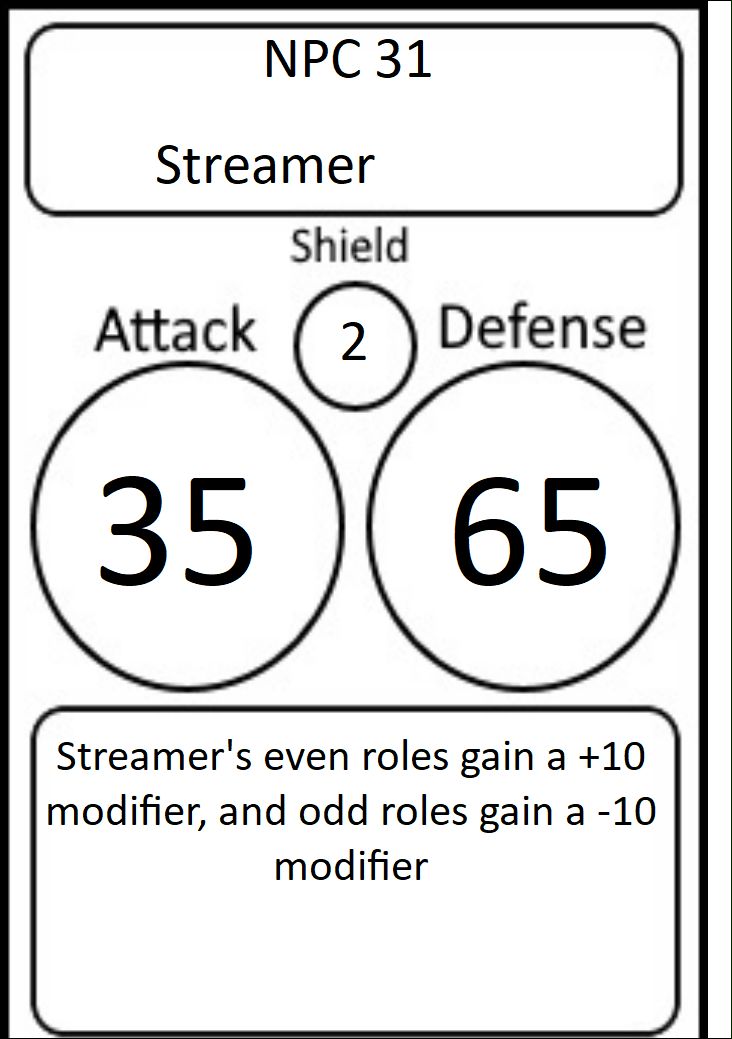 NPC 31
Streamer
Shield
Attack
2
Defense
35
65
Streamer's even roles gain a +10
modifier, and odd roles gain a -10
modifier